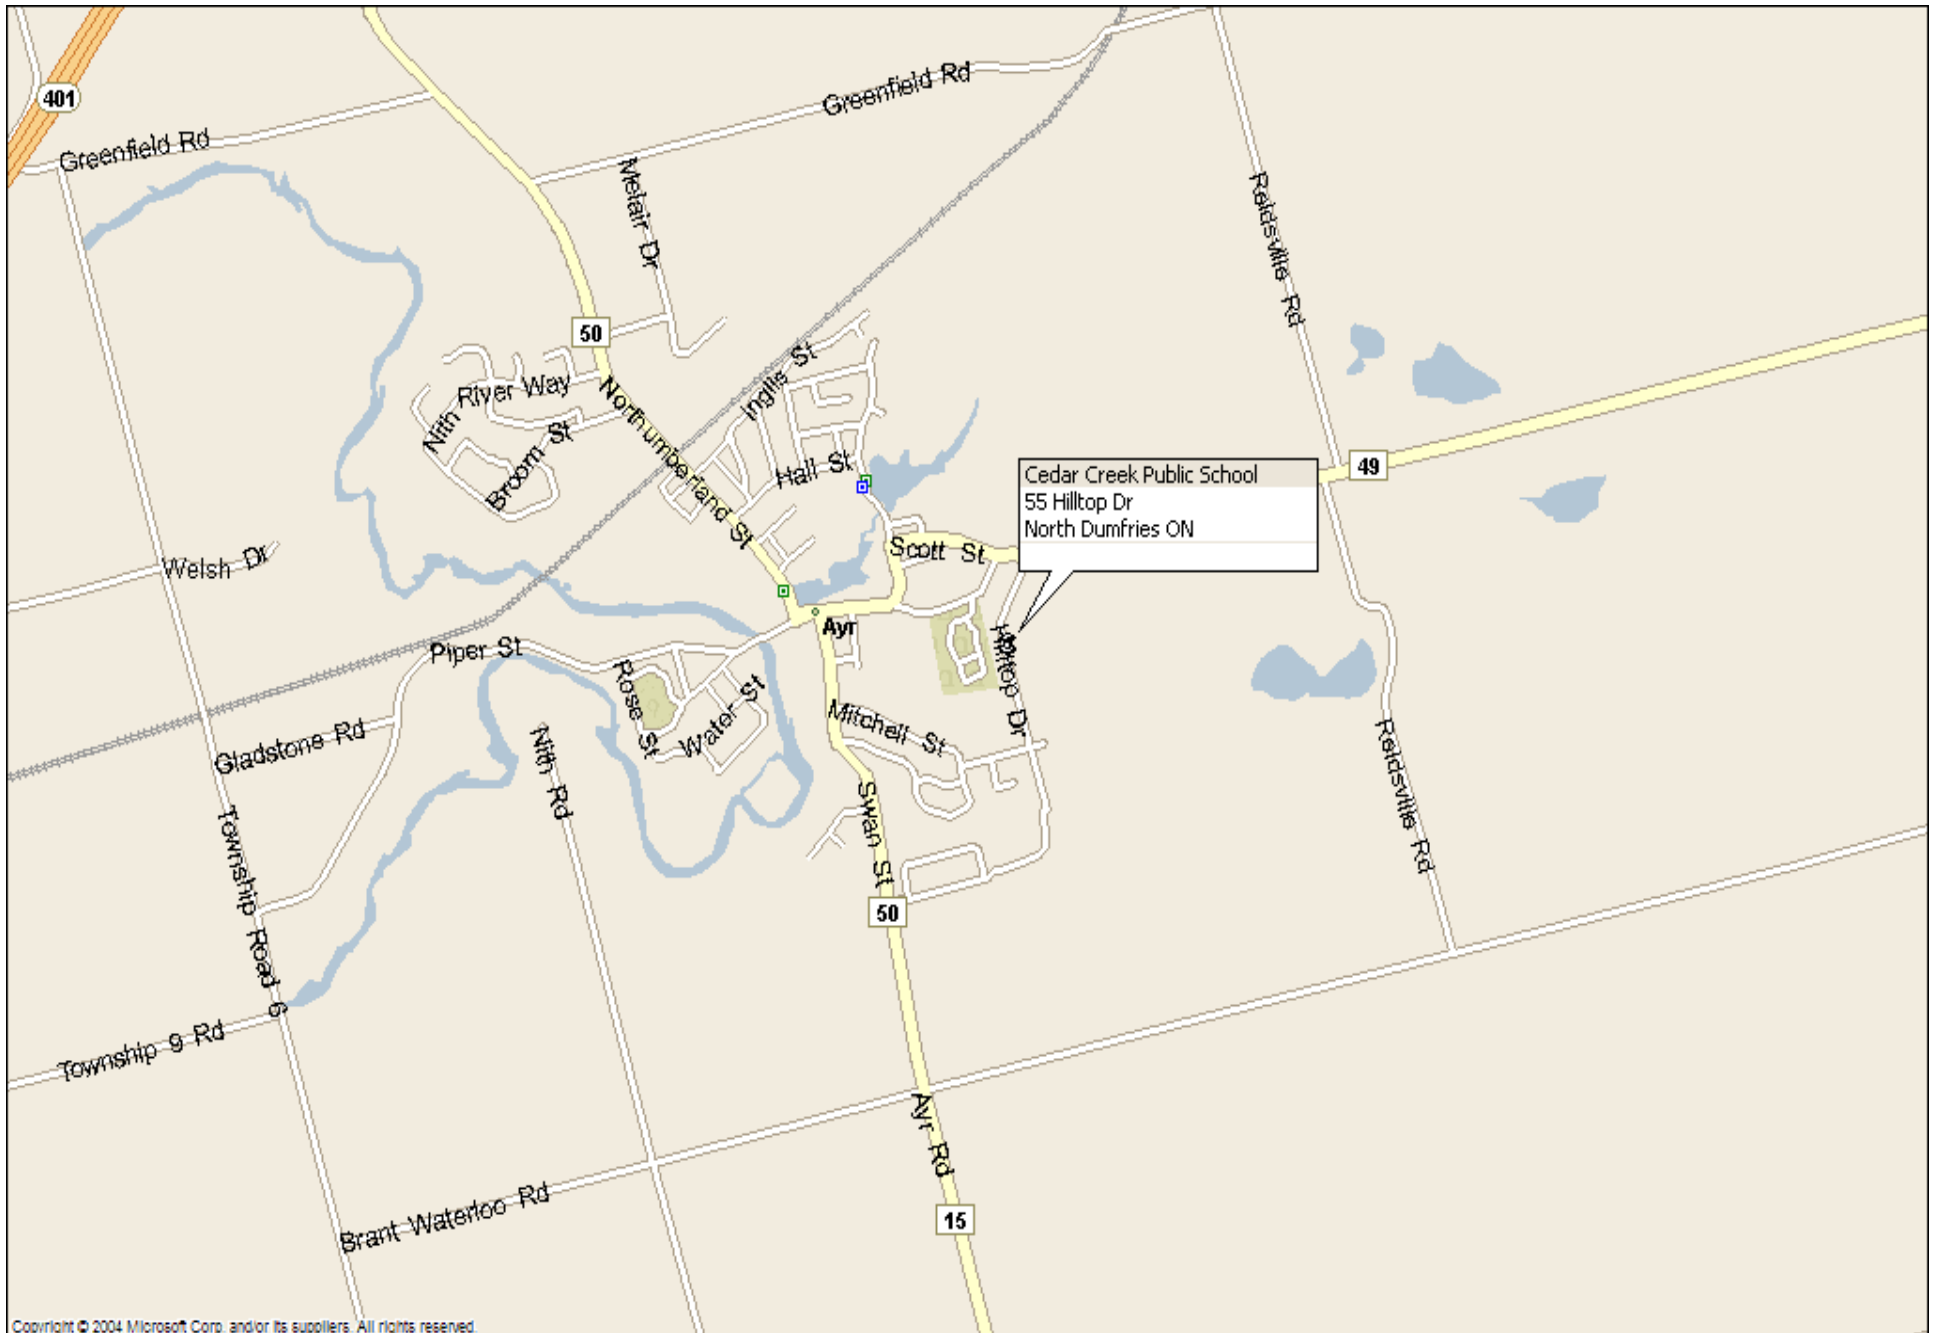 401
Greenfield Rd
Greenfield Rd
Melair Dr
Reidsville Rd
50
Inglis St
Nith River Way
Northumberland St
Broom St
Hall St
49
Cedar Creek Public School
55 Hilltop Dr
North Dumfries ON
Scott St
Welsh Dr
Ayr
Piper St
Rose St
Water St
Hilltop Dr
Mitchell St
Gladstone Rd
Nith Rd
Reidsville Rd
Swan St
Township Road 6
50
Township 9 Rd
Ayr Rd
Brant Waterloo Rd
15
Copyright © 2004 Microsoft Corp. and/or its suppliers. All rights reserved.